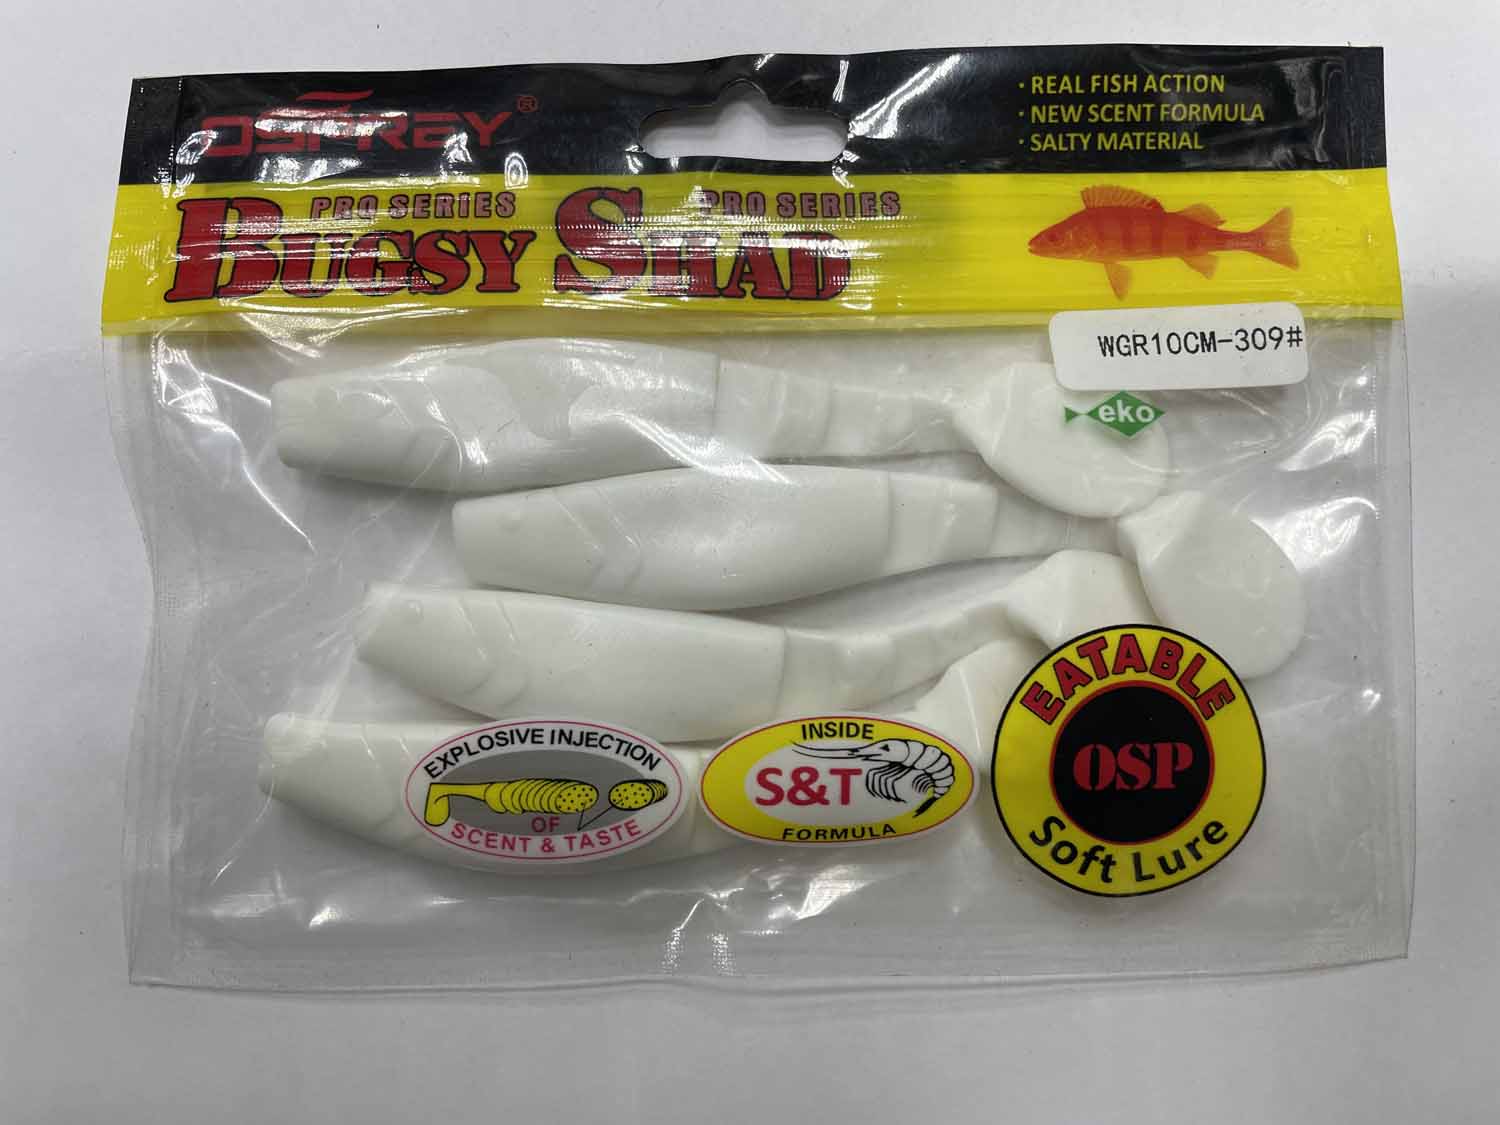 OSPREY®
· REAL FISH ACTION
· NEW SCENT FORMULA
· SALTY MATERIAL
PRO SERIES PRO SERIES
BUGSY SHAD
WGR10CM-309#
eko
EXPLOSIVE INJECTION
OF
SCENT & TASTE
INSIDE
S&T
FORMULA
EATABLE
OSP
Soft Lure